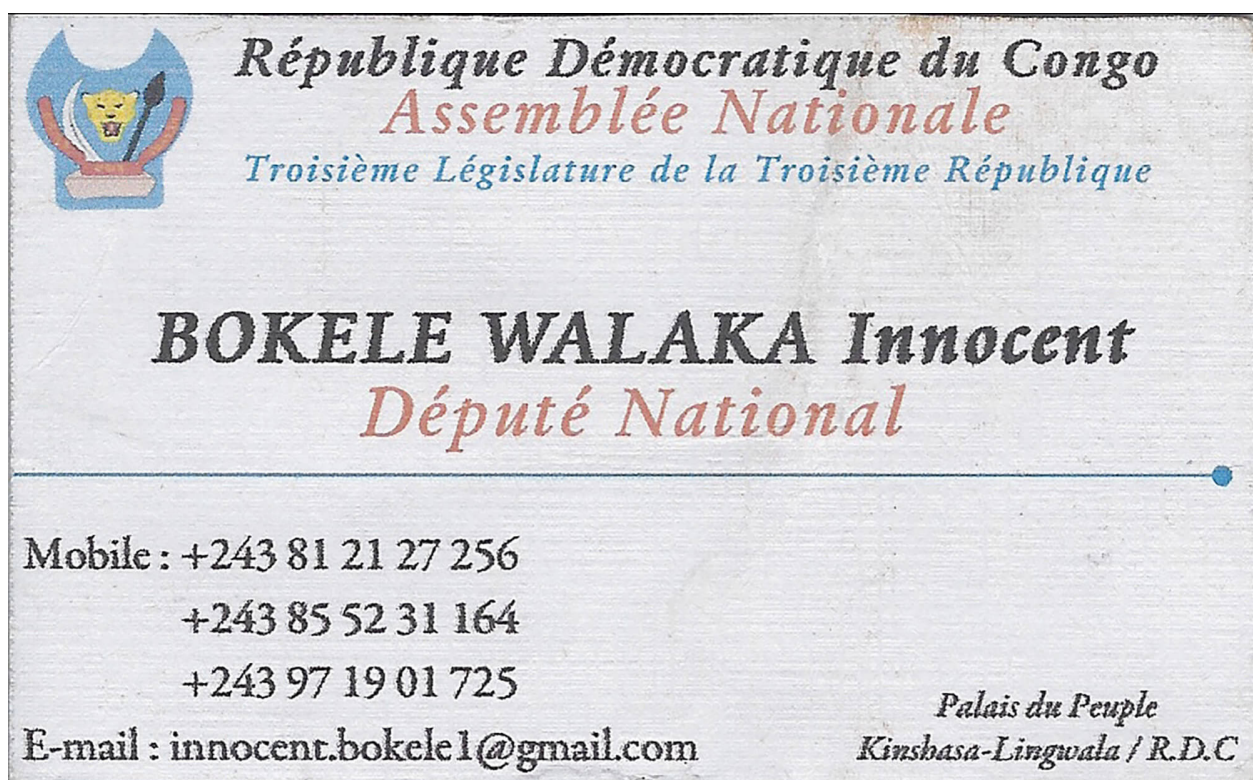 République Démocratique du Congo
Assemblée Nationale
Troisième Législature de la Troisième République
BOKELE WALAKA Innocent
Député National
Mobile : +243 81 21 27 256
+243 85 52 31 164
+243 97 19 01 725
E-mail : innocent.bokele1@gmail.com
Palais du Peuple
Kinshasa-Lingwala / R.D.C